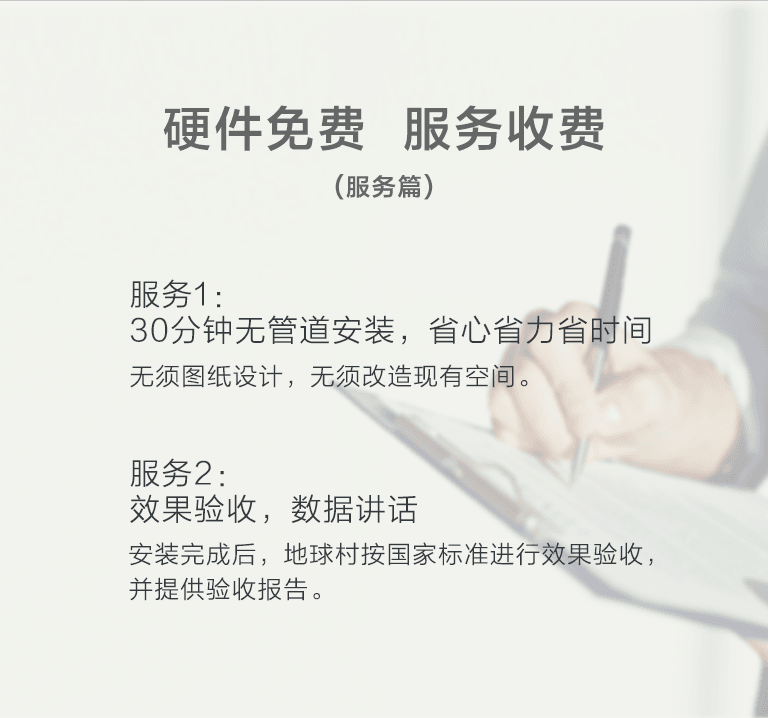 硬件免费 服务收费
(服务篇)
服务1:
30分钟无管道安装，省心省力省时间
无须图纸设计，无须改造现有空间。
服务2:
效果验收，数据讲话
安装完成后，地球村按国家标准进行效果验收，
并提供验收报告。